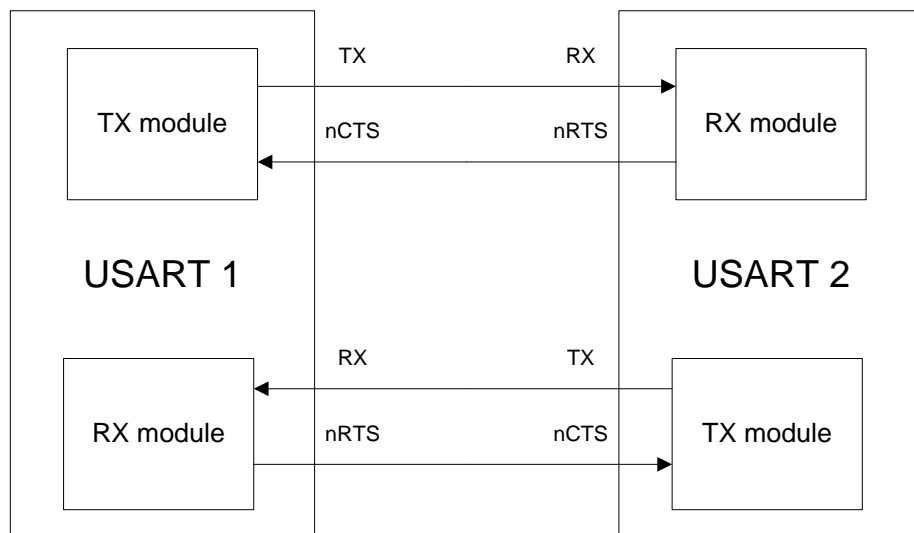 TX RX
TX module RX module
nCTS nRTS
USART 1 USART 2
RX TX
RX module TX module
nRTS nCTS